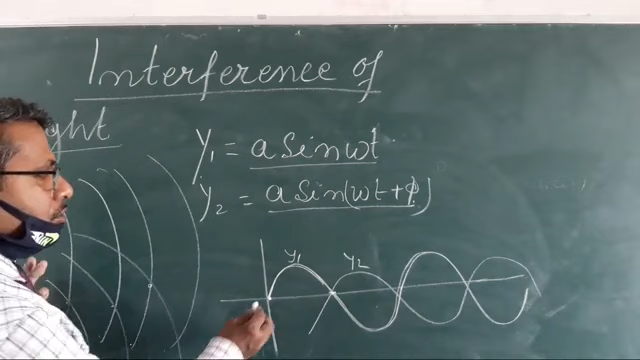 Interference of
ght
y₁ = a Sin ωt
y₂ = a Sin(ωt+φ)
y₁ y₂